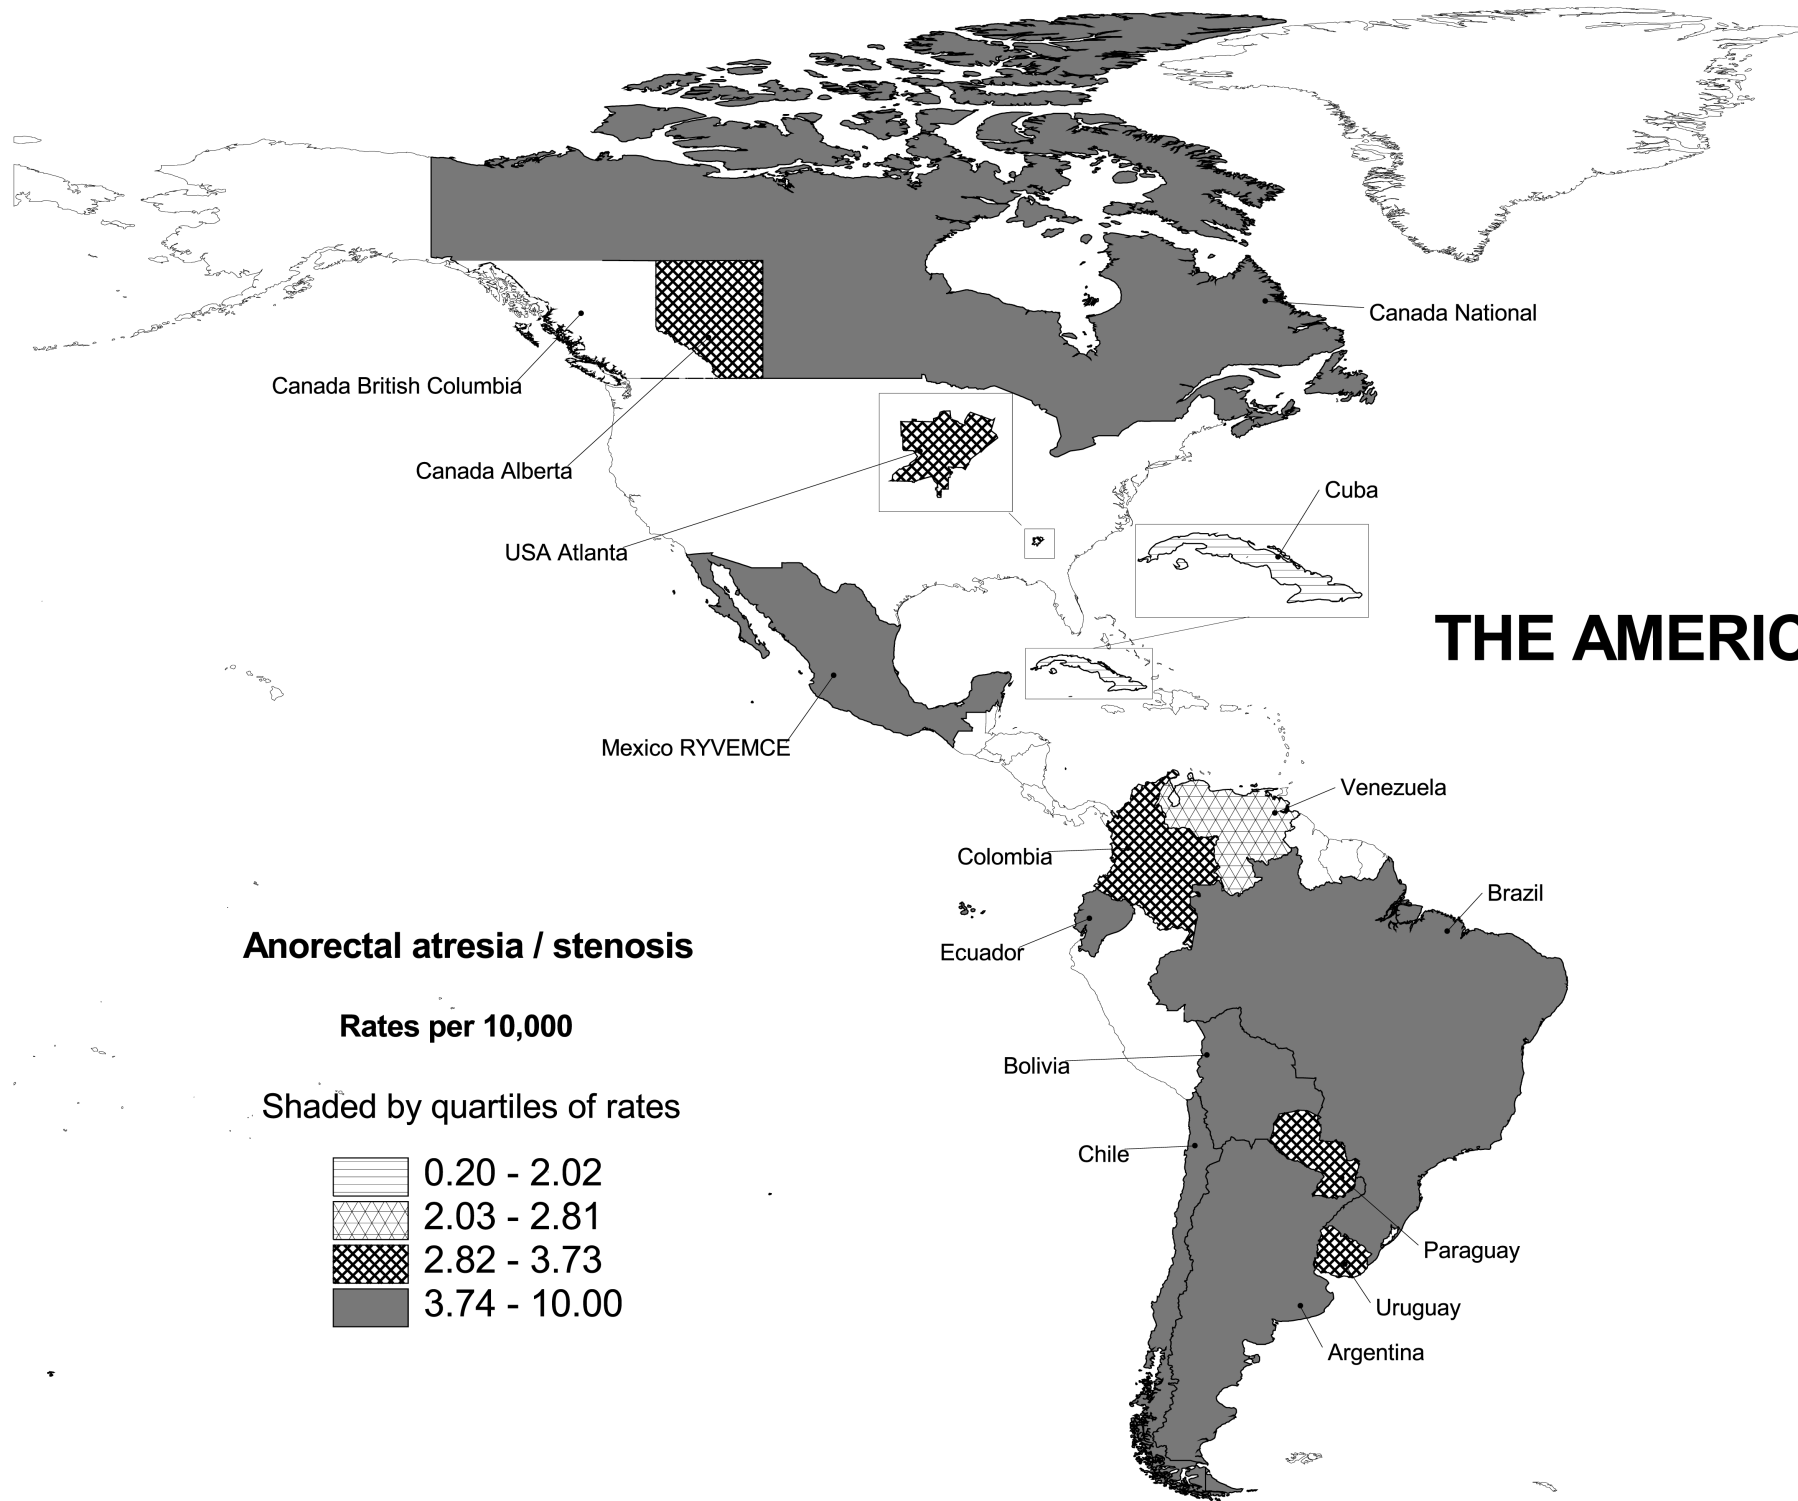 Canada National
Canada British Columbia
Canada Alberta
Cuba
USA Atlanta
THE AMERIC
Mexico RYVEMCE
Venezuela
Colombia
Brazil
Ecuador
Anorectal atresia / stenosis
Rates per 10,000
Bolivia
Shaded by quartiles of rates
Chile
0.20 - 2.02
2.03 - 2.81
2.82 - 3.73
3.74 - 10.00
Paraguay
Uruguay
Argentina